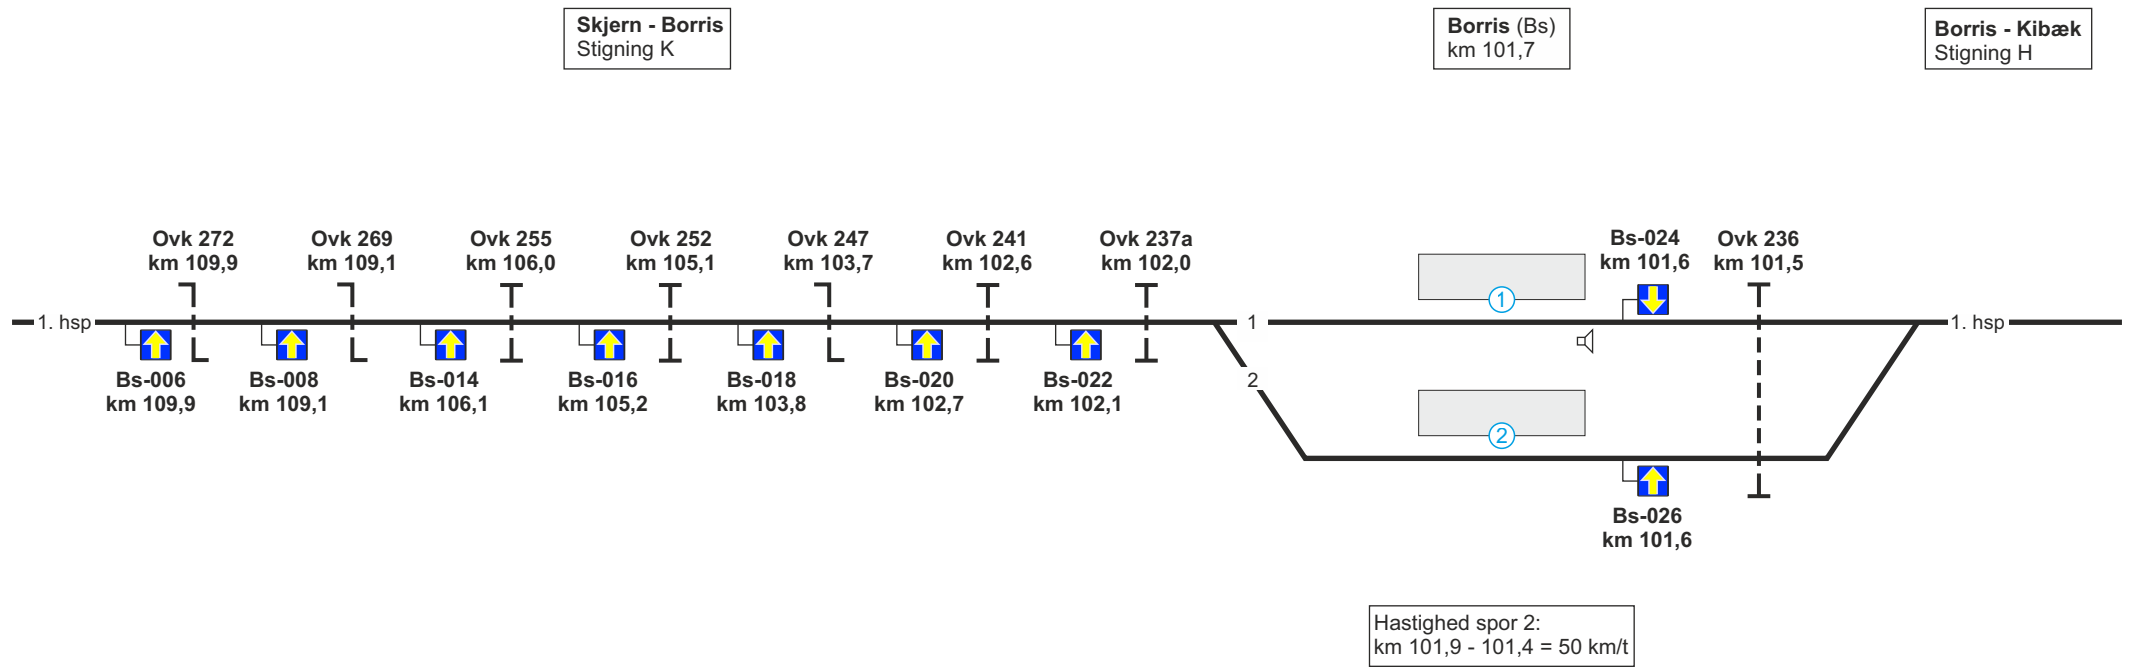 Skjern - Borris
Stigning K
Borris (Bs)
km 101,7
Borris - Kibæk
Stigning H
Ovk 272
km 109,9
Ovk 269
km 109,1
Ovk 255
km 106,0
Ovk 252
km 105,1
Ovk 247
km 103,7
Ovk 241
km 102,6
Ovk 237a
km 102,0
Bs-024
km 101,6
Ovk 236
km 101,5
1
1. hsp
1
1. hsp
Bs-006
km 109,9
Bs-008
km 109,1
Bs-014
km 106,1
Bs-016
km 105,2
Bs-018
km 103,8
Bs-020
km 102,7
Bs-022
km 102,1
2
2
Bs-026
km 101,6
Hastighed spor 2:
km 101,9 - 101,4 = 50 km/t